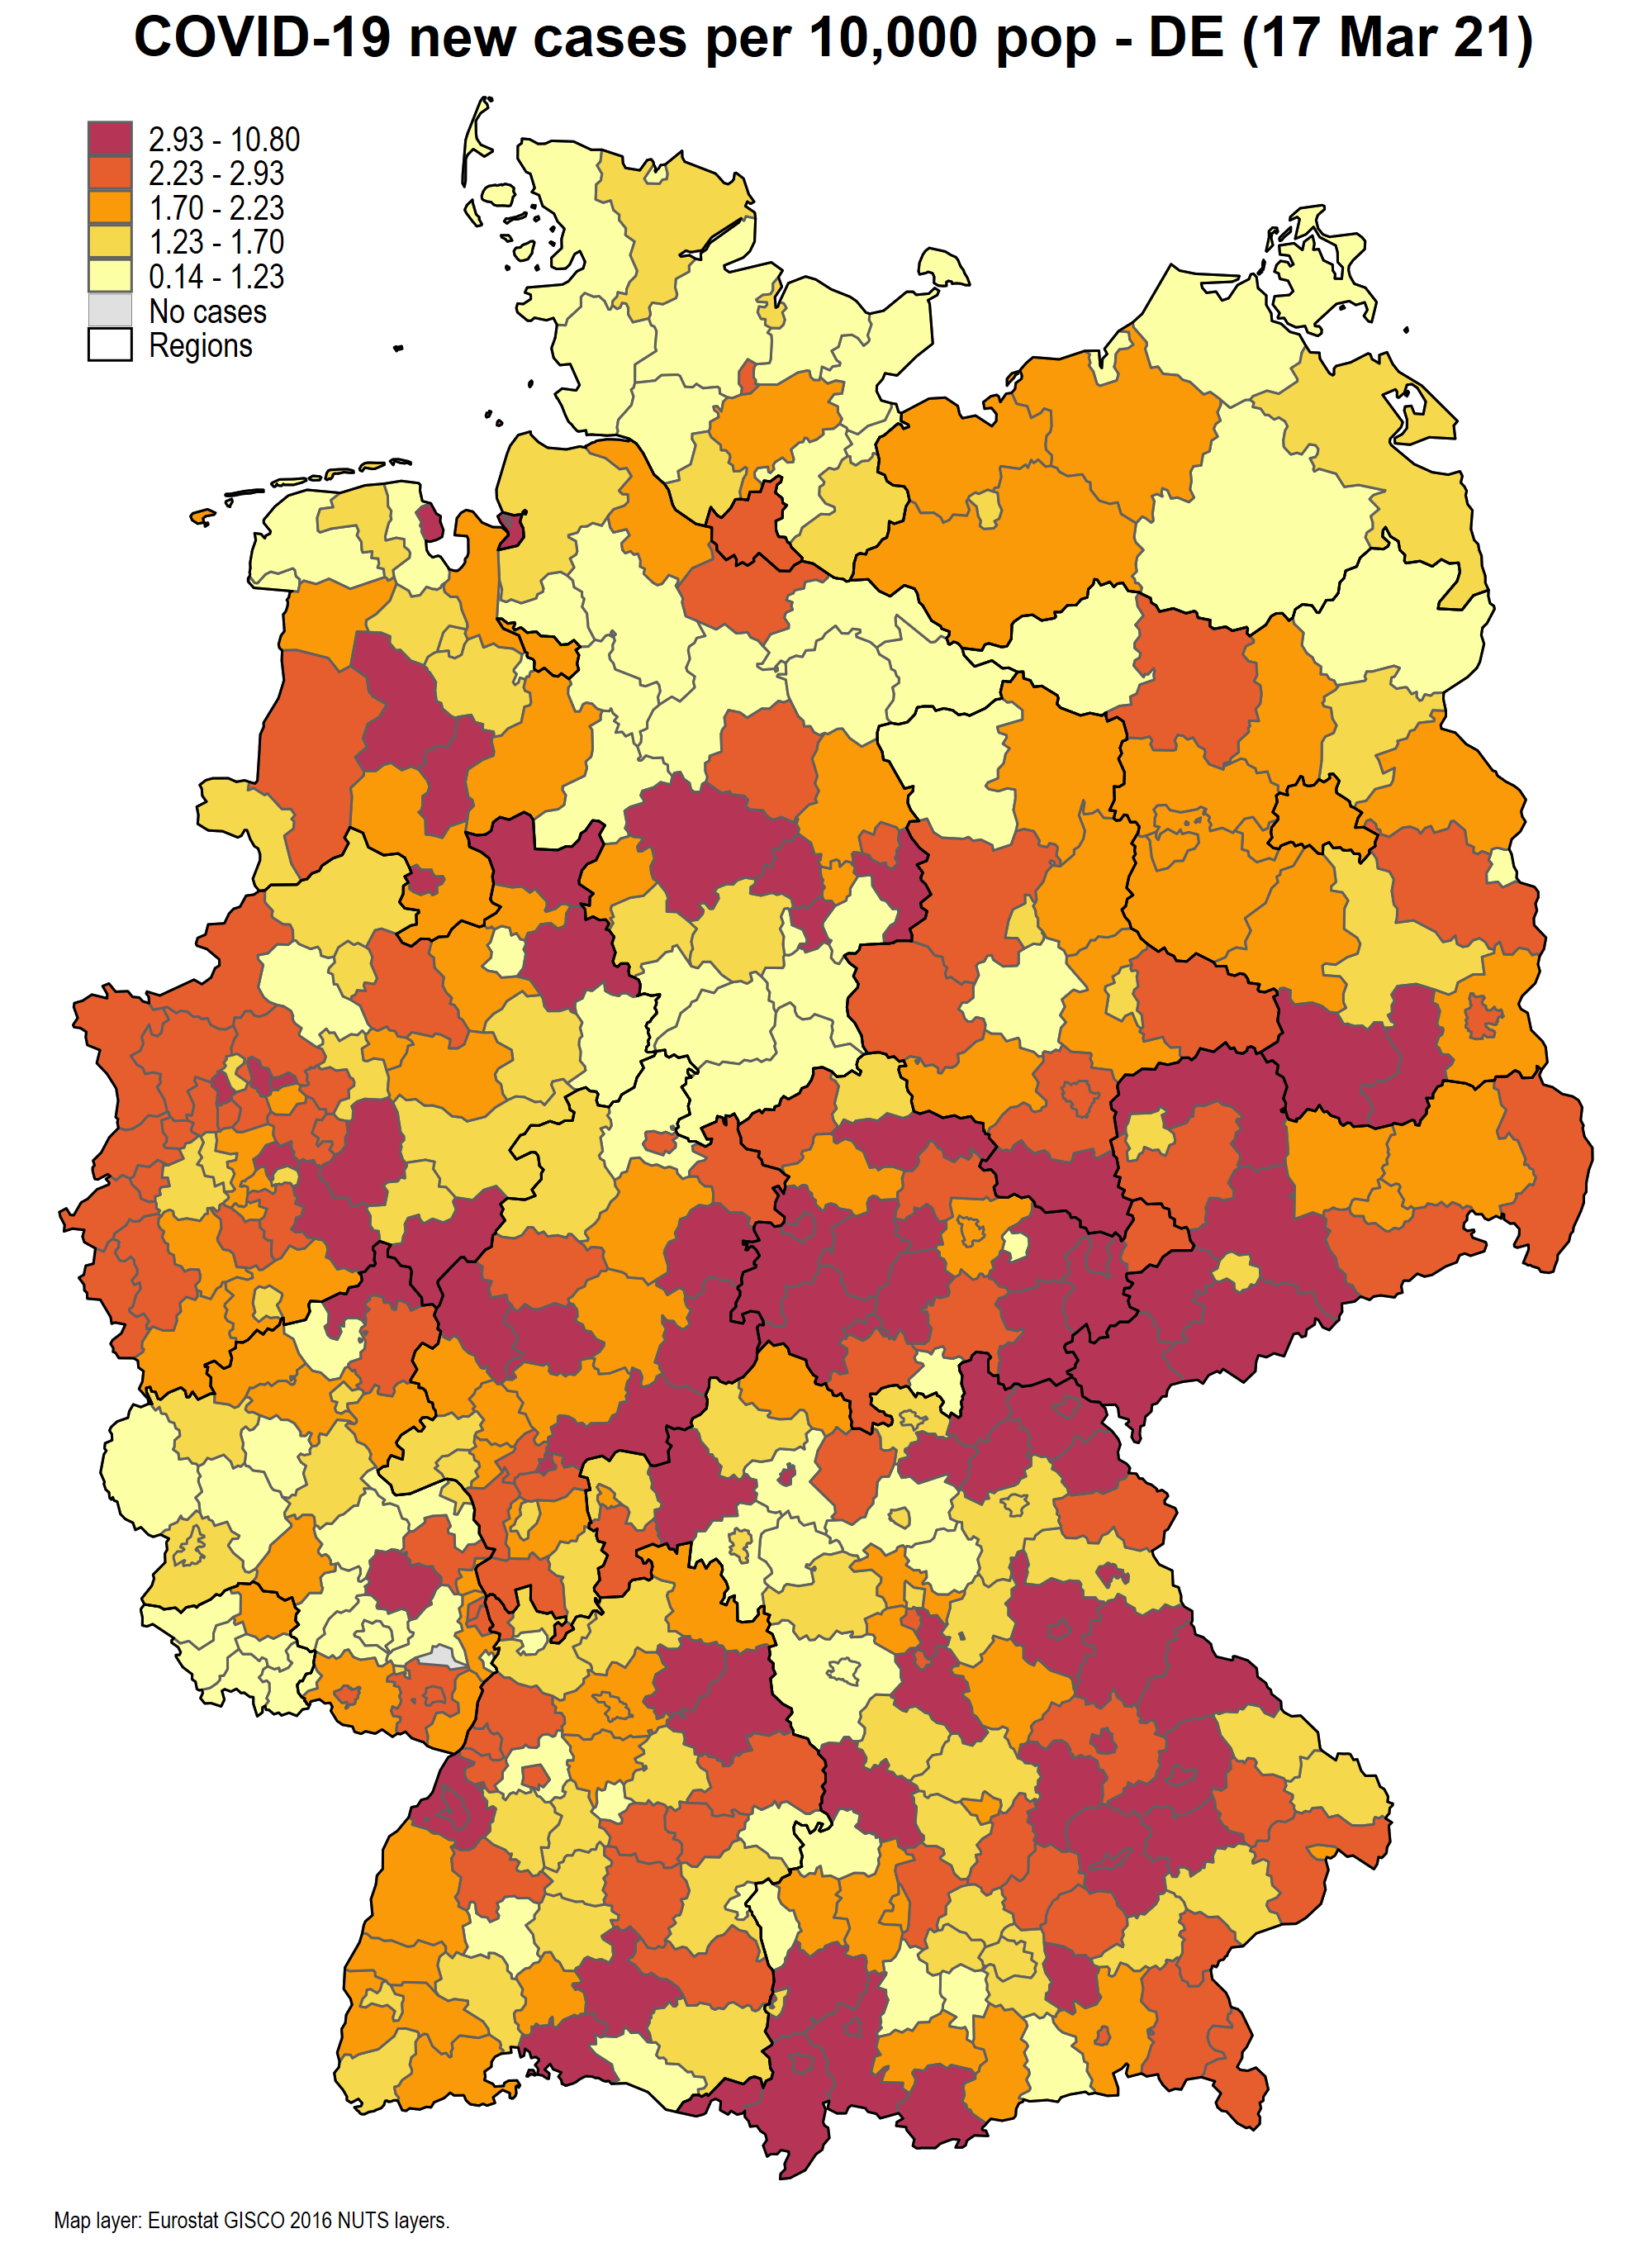 COVID-19 new cases per 10,000 pop - DE (17 Mar 21)
2.93 - 10.80
2.23 - 2.93
1.70 - 2.23
1.23 - 1.70
0.14 - 1.23
No cases
Regions
Map layer: Eurostat GISCO 2016 NUTS layers.